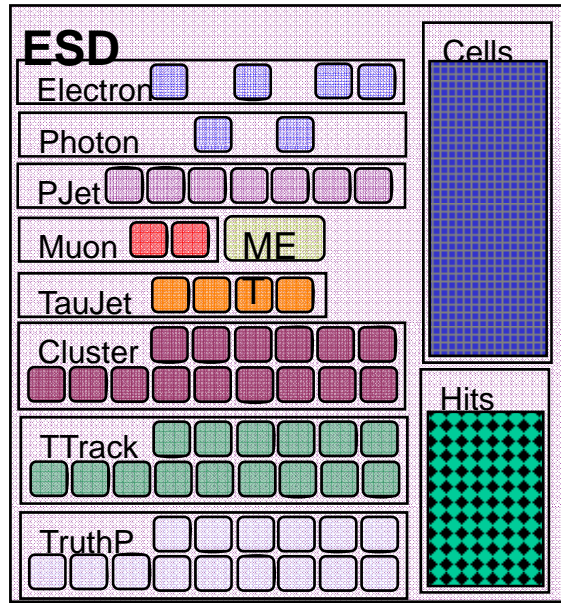 ESD
Cells
Electron
Photon
PJet
Muon
ME
T
TauJet
Cluster
Hits
TTrack
TruthP